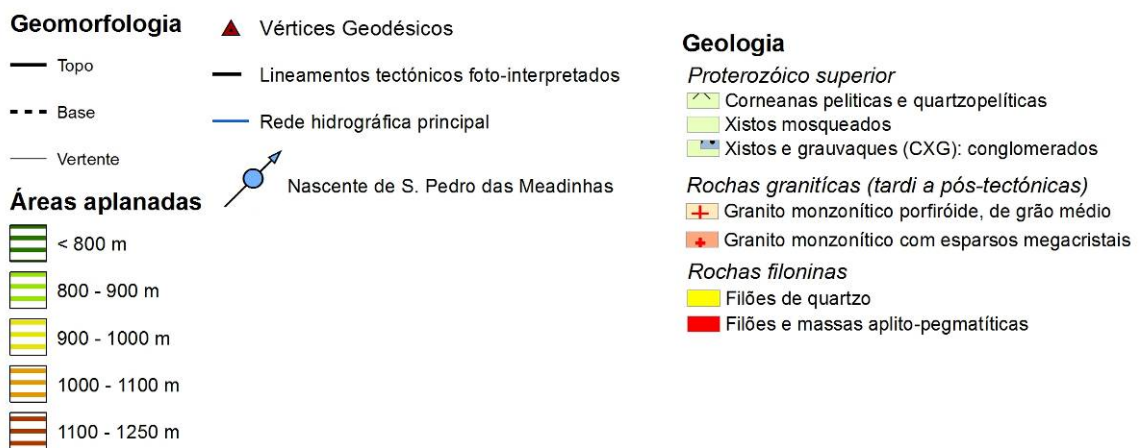 Geomorfologia
Topo
Base
Vertente
Áreas aplanadas
< 800 m
800 - 900 m
900 - 1000 m
1000 - 1100 m
1100 - 1250 m
Vértices Geodésicos
Lineamentos tectónicos foto-interpretados
Rede hidrográfica principal
Nascente de S. Pedro das Meadinhas
Geologia
Proterozóico superior
Corneanas peliticas e quartzopelíticas
Xistos mosqueados
Xistos e grauvaques (CXG): conglomerados
Rochas granitícas (tardi a pós-tectónicas)
Granito monzonítico porfiróide, de grão médio
Granito monzonítico com esparsos megacristais
Rochas filoninas
Filões de quartzo
Filões e massas aplito-pegmatíticas